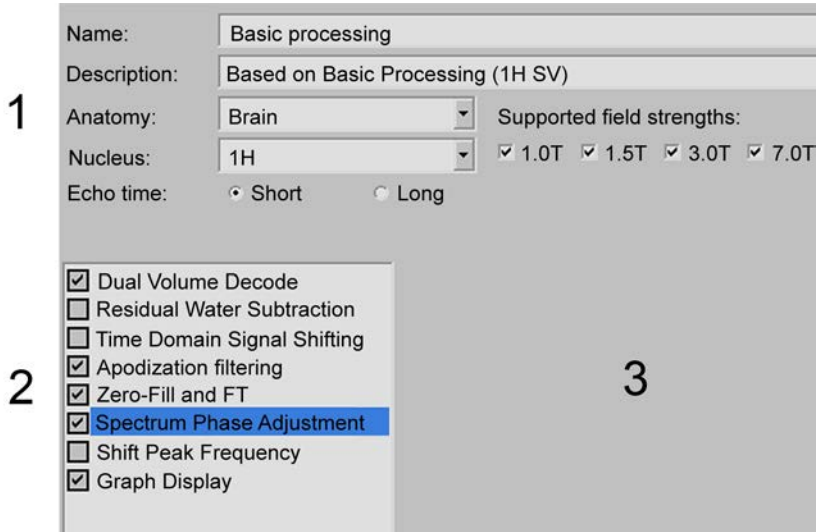 Name: Basic processing
Description: Based on Basic Processing (1H SV)
1
Anatomy: Brain Supported field strengths:
Nucleus: 1H 1.0T 1.5T 3.0T 7.0T
Echo time: Short Long
Dual Volume Decode
Residual Water Subtraction
Time Domain Signal Shifting
Apodization filtering
2
3
Zero-Fill and FT
Spectrum Phase Adjustment
Shift Peak Frequency
Graph Display